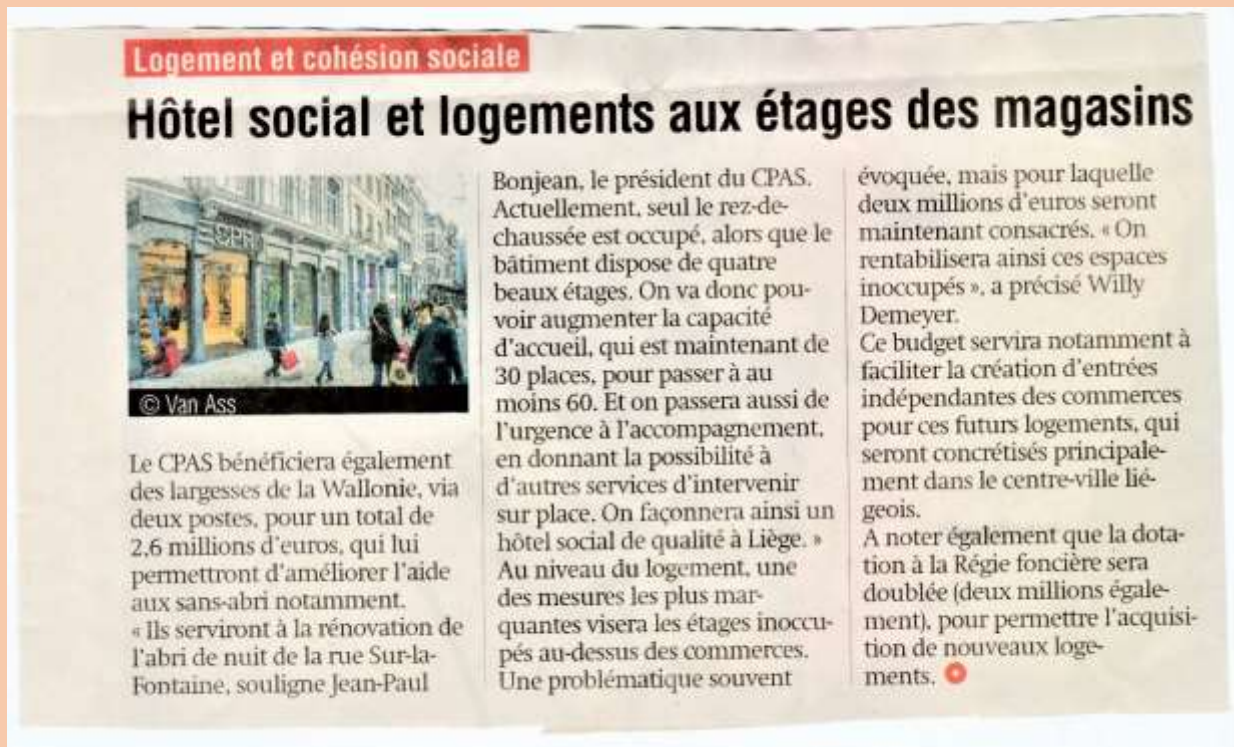 Logement et cohésion sociale
Hôtel social et logements aux étages des magasins
© Van Ass
Le CPAS bénéficiera également
des largesses de la Wallonie, via
deux postes, pour un total de
2,6 millions d'euros, qui lui
permettront d'améliorer l'aide
aux sans-abri notamment.
« Ils serviront à la rénovation de
l'abri de nuit de la rue Sur-la-
Fontaine, souligne Jean-Paul
Bonjean, le président du CPAS.
Actuellement, seul le rez-de-
chaussée est occupé, alors que le
bâtiment dispose de quatre
beaux étages. On va donc pou-
voir augmenter la capacité
d'accueil, qui est maintenant de
30 places, pour passer à au
moins 60. Et on passera aussi de
l'urgence à l'accompagnement,
en donnant la possibilité à
d'autres services d'intervenir
sur place. On façonnera ainsi un
hôtel social de qualité à Liège. »
Au niveau du logement, une
des mesures les plus mar-
quantes visera les étages inoccu-
pés au-dessus des commerces.
Une problématique souvent
évoquée, mais pour laquelle
deux millions d'euros seront
maintenant consacrés. « On
rentabilisera ainsi ces espaces
inoccupés », a précisé Willy
Demeyer.
Ce budget servira notamment à
faciliter la création d'entrées
indépendantes des commerces
pour ces futurs logements, qui
seront concrétisés principale-
ment dans le centre-ville lié-
geois.
A noter également que la dota-
tion à la Régie foncière sera
doublée (deux millions égale-
ment), pour permettre l'acquisi-
tion de nouveaux loge-
ments.